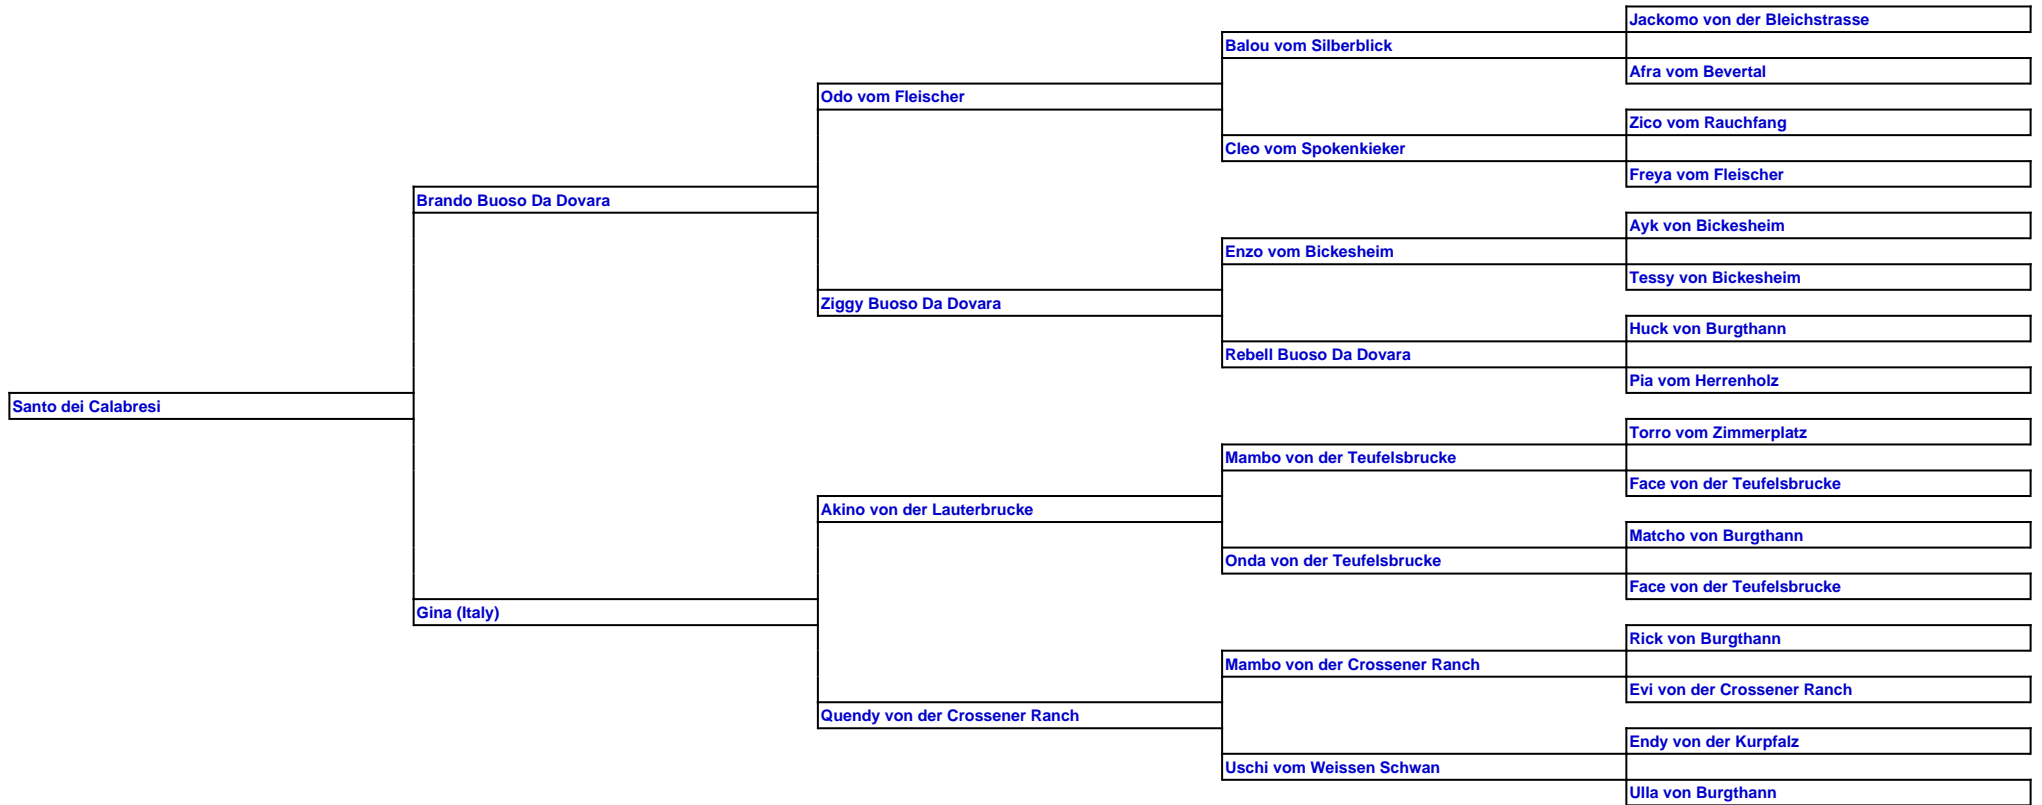 Jackomo von der Bleichstrasse
Balou vom Silberblick
Afra vom Bevertal
Odo vom Fleischer
Zico vom Rauchfang
Cleo vom Spokenkieker
Freya vom Fleischer
Brando Buoso Da Dovara
Ayk von Bickesheim
Enzo vom Bickesheim
Tessy von Bickesheim
Ziggy Buoso Da Dovara
Huck von Burgthann
Rebell Buoso Da Dovara
Pia vom Herrenholz
Santo dei Calabresi
Torro vom Zimmerplatz
Mambo von der Teufelsbrucke
Face von der Teufelsbrucke
Akino von der Lauterbrucke
Matcho von Burgthann
Onda von der Teufelsbrucke
Face von der Teufelsbrucke
Gina (Italy)
Rick von Burgthann
Mambo von der Crossener Ranch
Evi von der Crossener Ranch
Quendy von der Crossener Ranch
Endy von der Kurpfalz
Uschi vom Weissen Schwan
Ulla von Burgthann